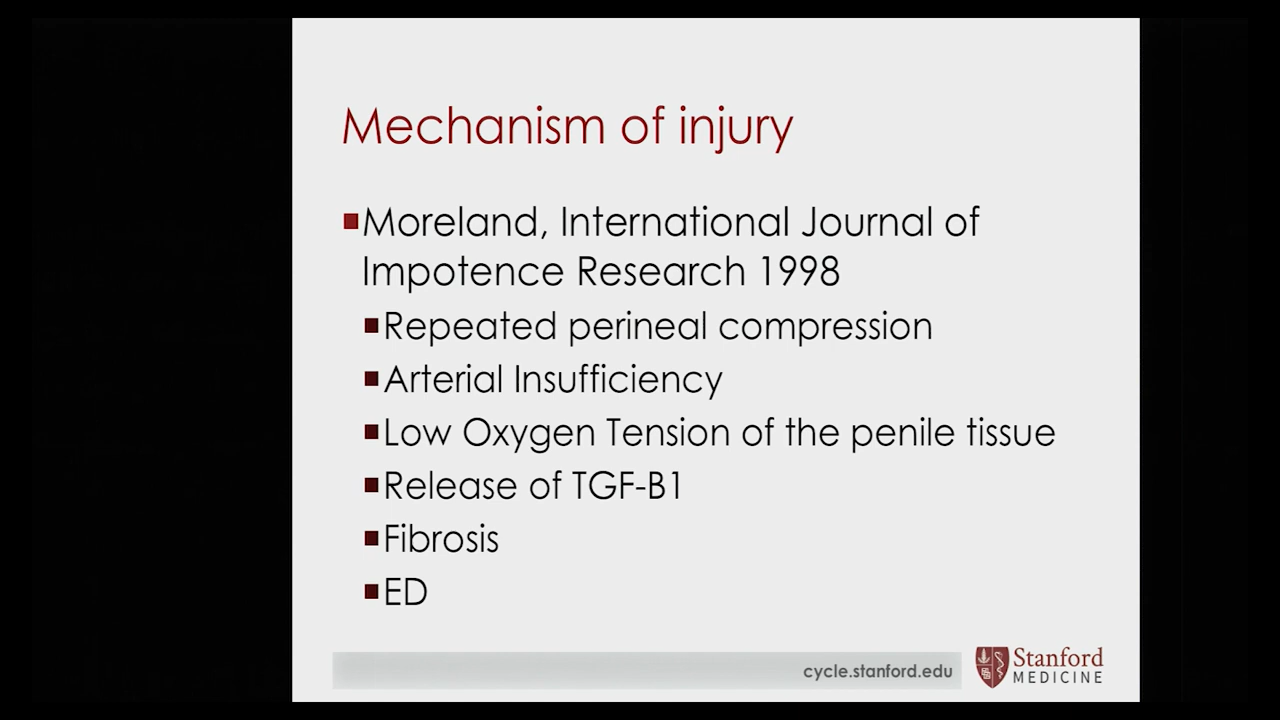 Mechanism of injury
Moreland, International Journal of
Impotence Research 1998
Repeated perineal compression
Arterial Insufficiency
Low Oxygen Tension of the penile tissue
Release of TGF-B1
Fibrosis
ED
cycle.stanford.edu
Stanford
MEDICINE